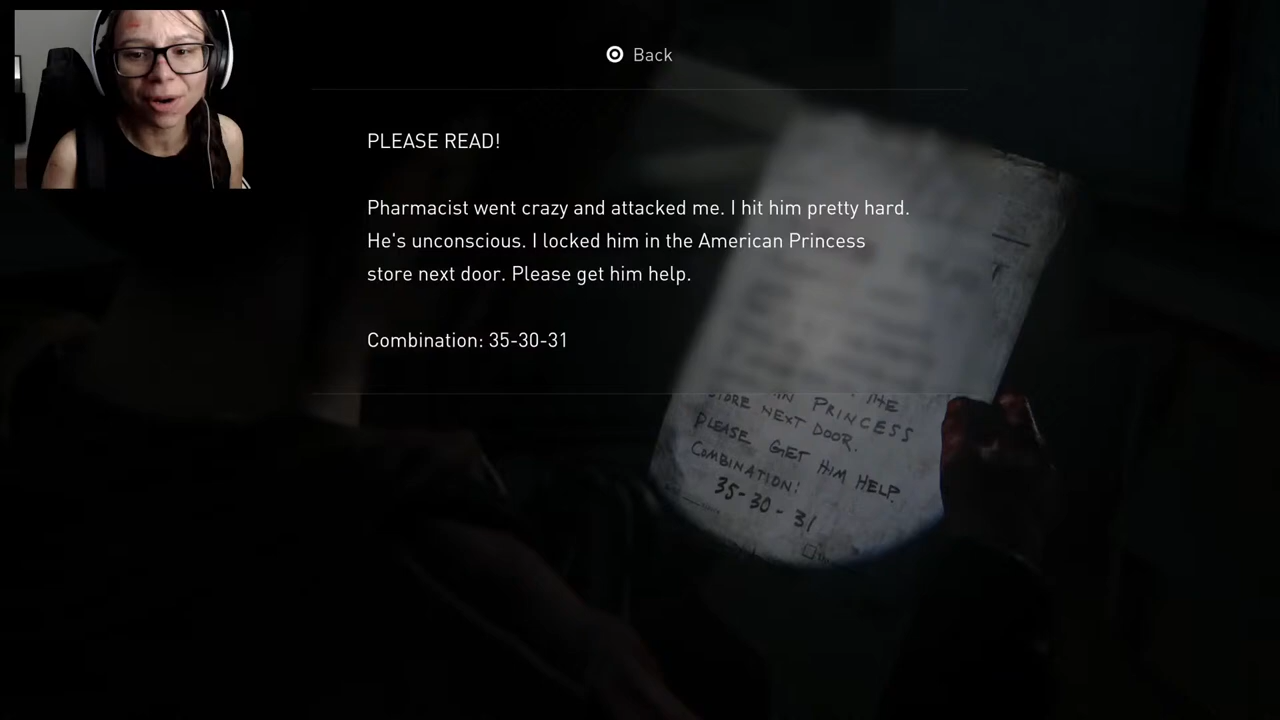 Back
PLEASE READ!
Pharmacist went crazy and attacked me. I hit him pretty hard.
He's unconscious. I locked him in the American Princess
store next door. Please get him help.
Combination: 35-30-31
THE
PRINCESS
STORE NEXT DOOR.
PLEASE GET HIM HELP.
COMBINATION:
35-30-31